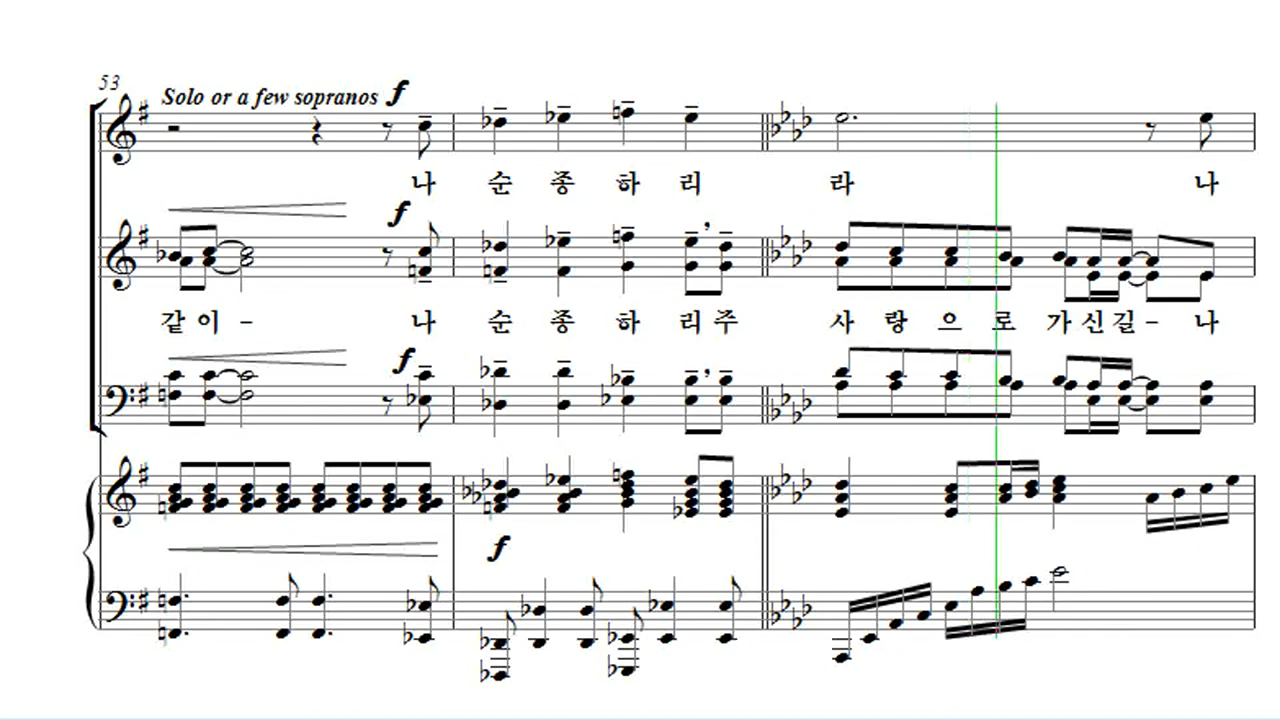 53
Solo or a few sopranos f
나 순 종 하 리 라 나
f
같 이 - 나 순 종 하 리 주 사 랑 으 로 가 신 길 - 나
f
f